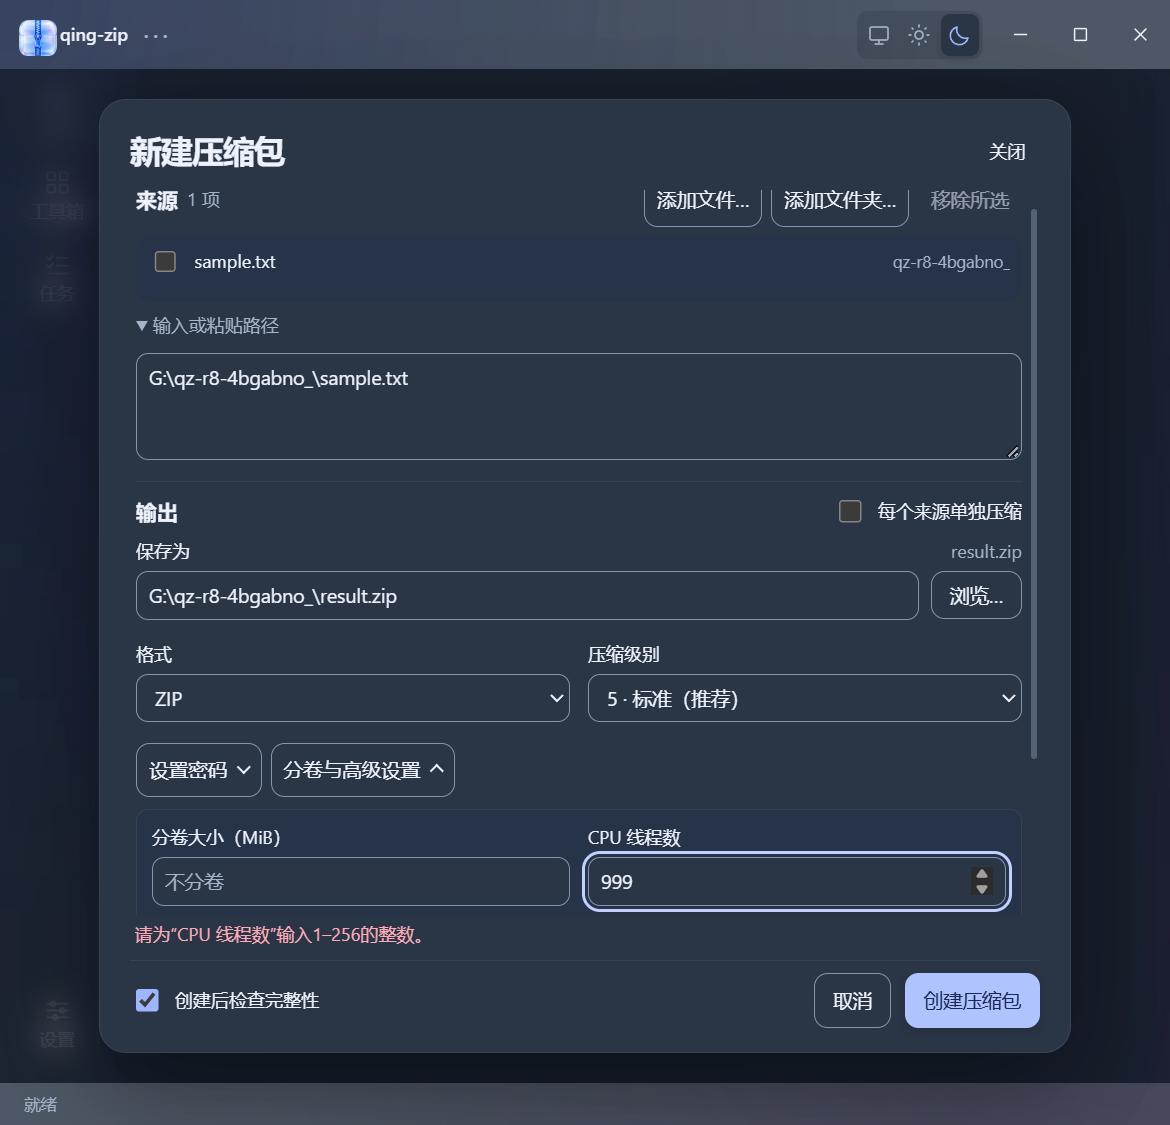 qing-zip ...
新建压缩包
关闭
来源 1 项
添加文件...
添加文件夹...
移除所选
工具箱
sample.txt
qz-r8-4bgabno_
任务
▼ 输入或粘贴路径
G:\qz-r8-4bgabno_\sample.txt
输出
每个来源单独压缩
保存为
result.zip
G:\qz-r8-4bgabno_\result.zip
浏览...
格式
压缩级别
ZIP
5 · 标准（推荐）
设置密码
分卷与高级设置
分卷大小（MiB）
CPU 线程数
不分卷
999
请为“CPU 线程数”输入1–256的整数。
创建后检查完整性
取消
创建压缩包
设置
就绪